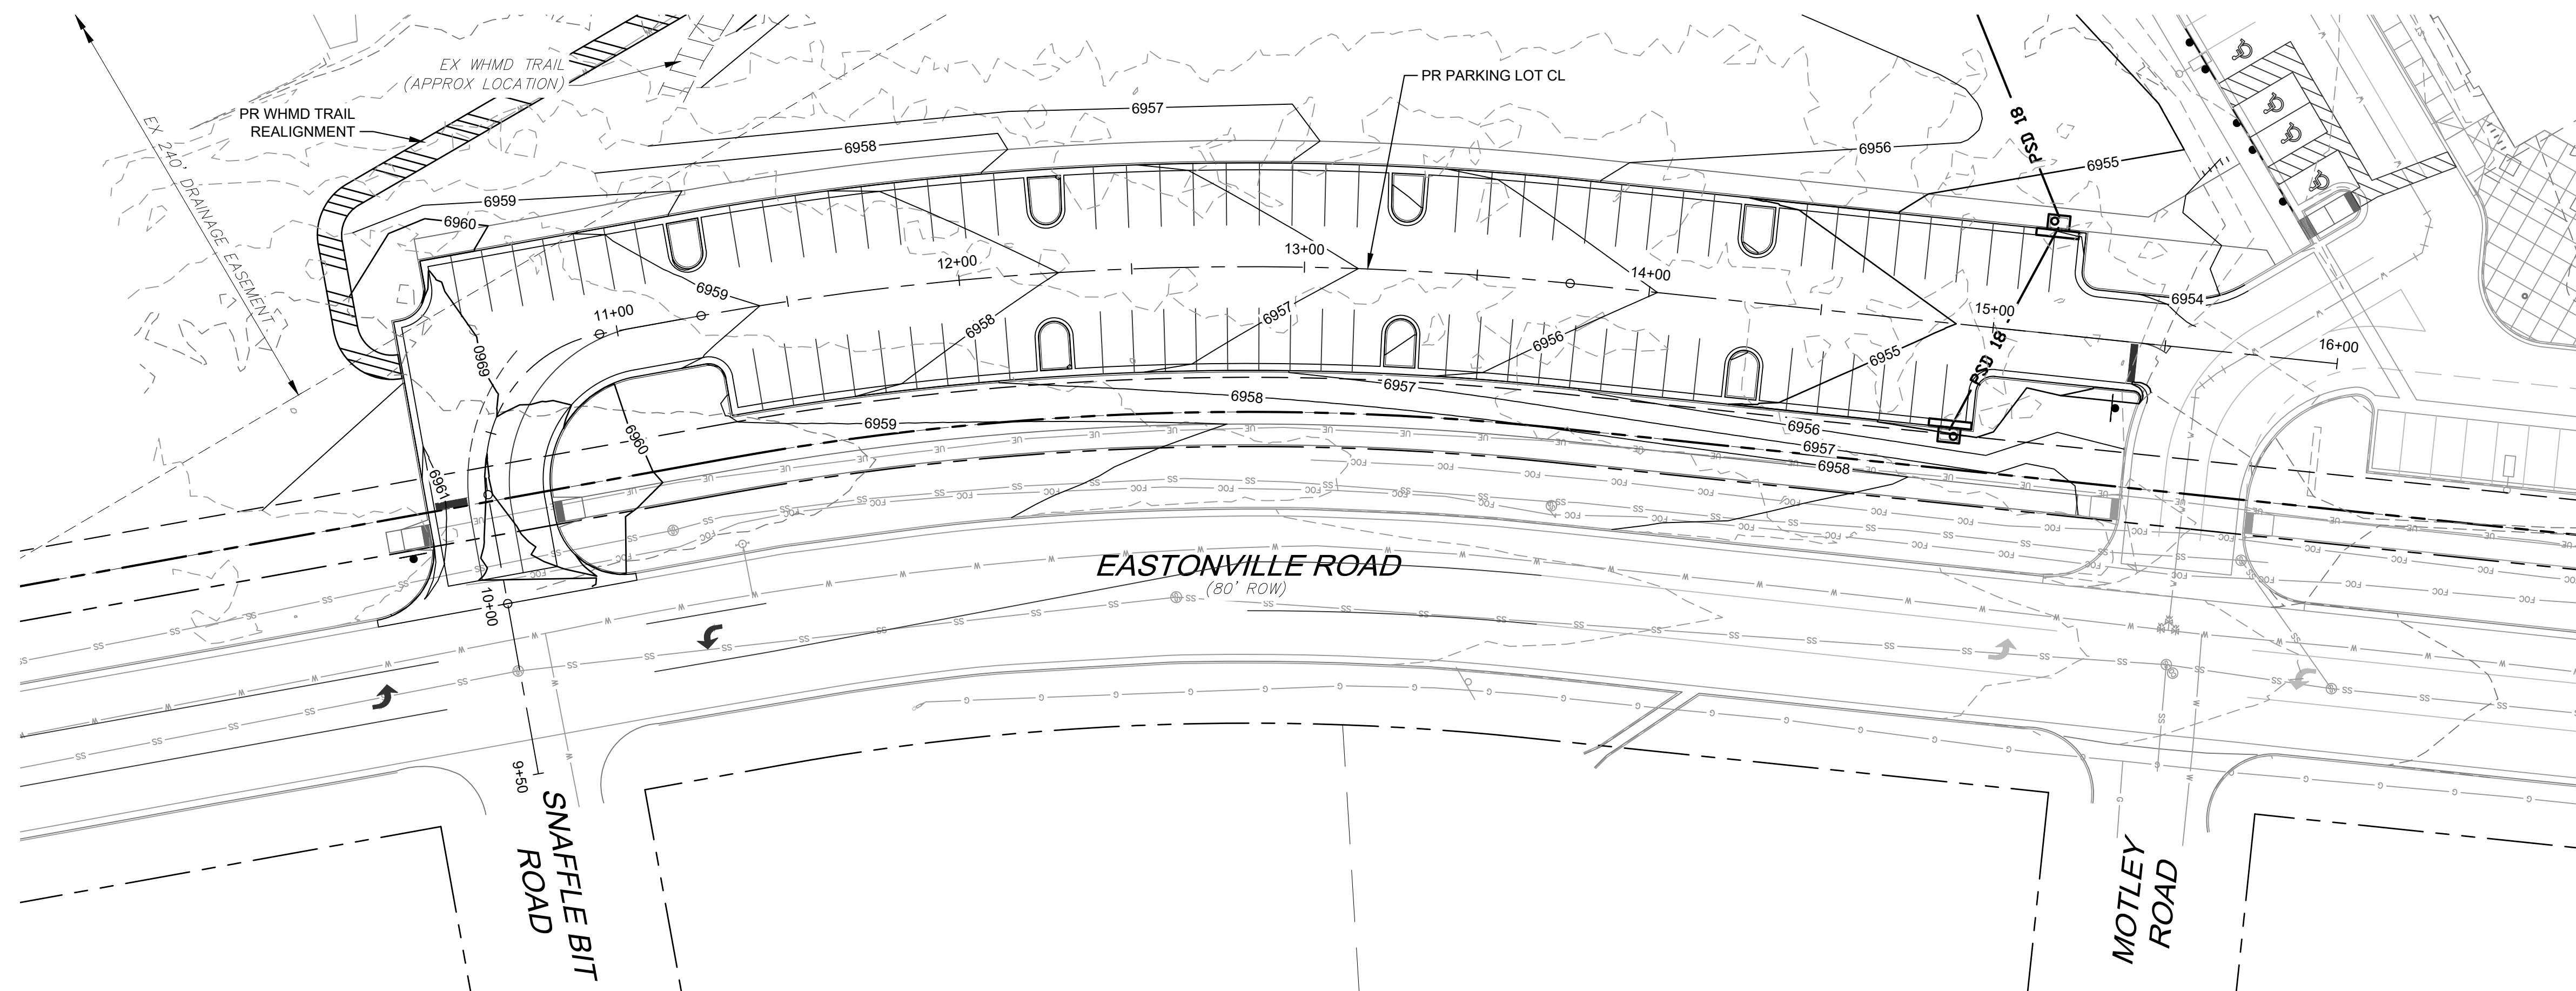 EX WHMD TRAIL
(APPROX LOCATION)
PR WHMD TRAIL
REALIGNMENT
EX 240' DRAINAGE EASEMENT
PR PARKING LOT CL
6957
6958
6959
6960
6956
6955
6954
PSD 18
PSD 18
9+50
10+00
11+00
12+00
13+00
14+00
15+00
16+00
6960
6959
6958
6957
6956
6955
6961
6960
6959
6958
6957
6956
6957
6958
EASTONVILLE ROAD
(80' ROW)
SNAFFLE BIT
ROAD
MOTLEY
ROAD
UE
FOC
SS
W
G